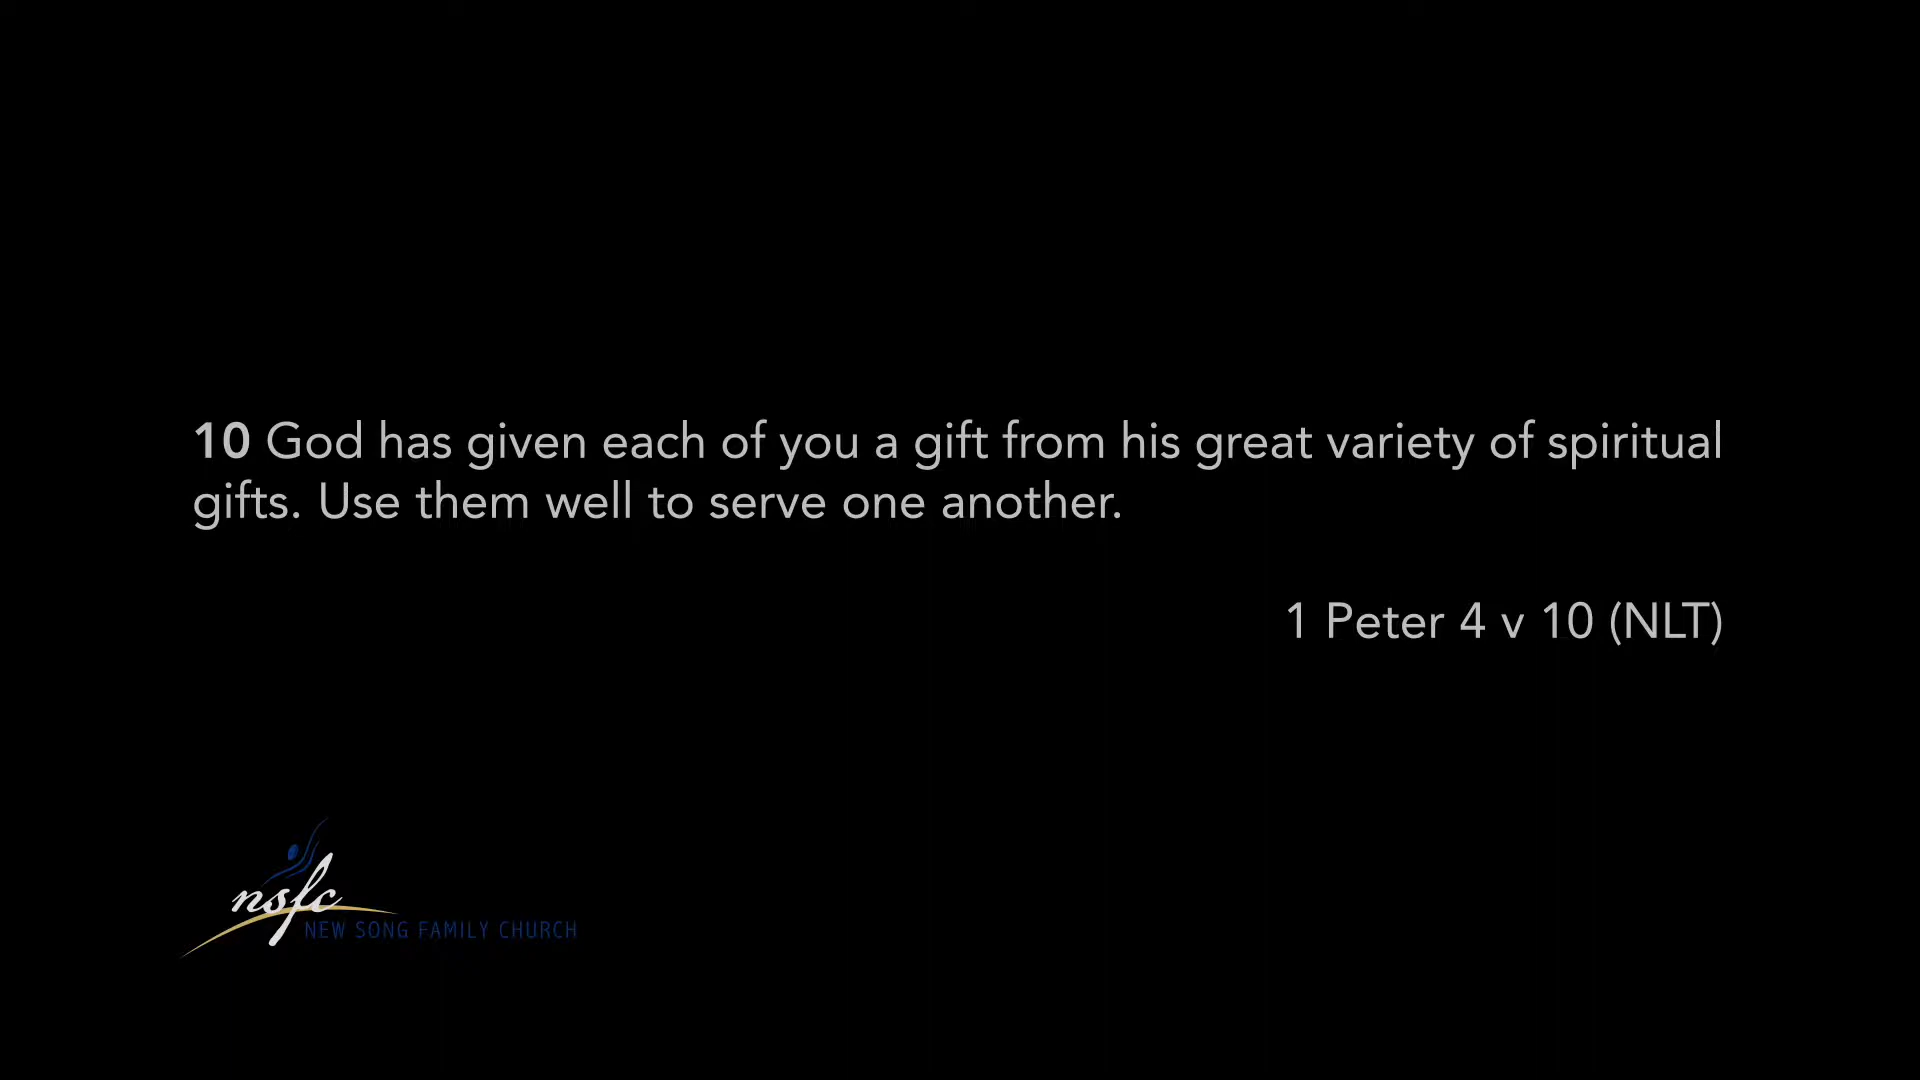 10 God has given each of you a gift from his great variety of spiritual
gifts. Use them well to serve one another.
1 Peter 4 v 10 (NLT)
nsfc
NEW SONG FAMILY CHURCH